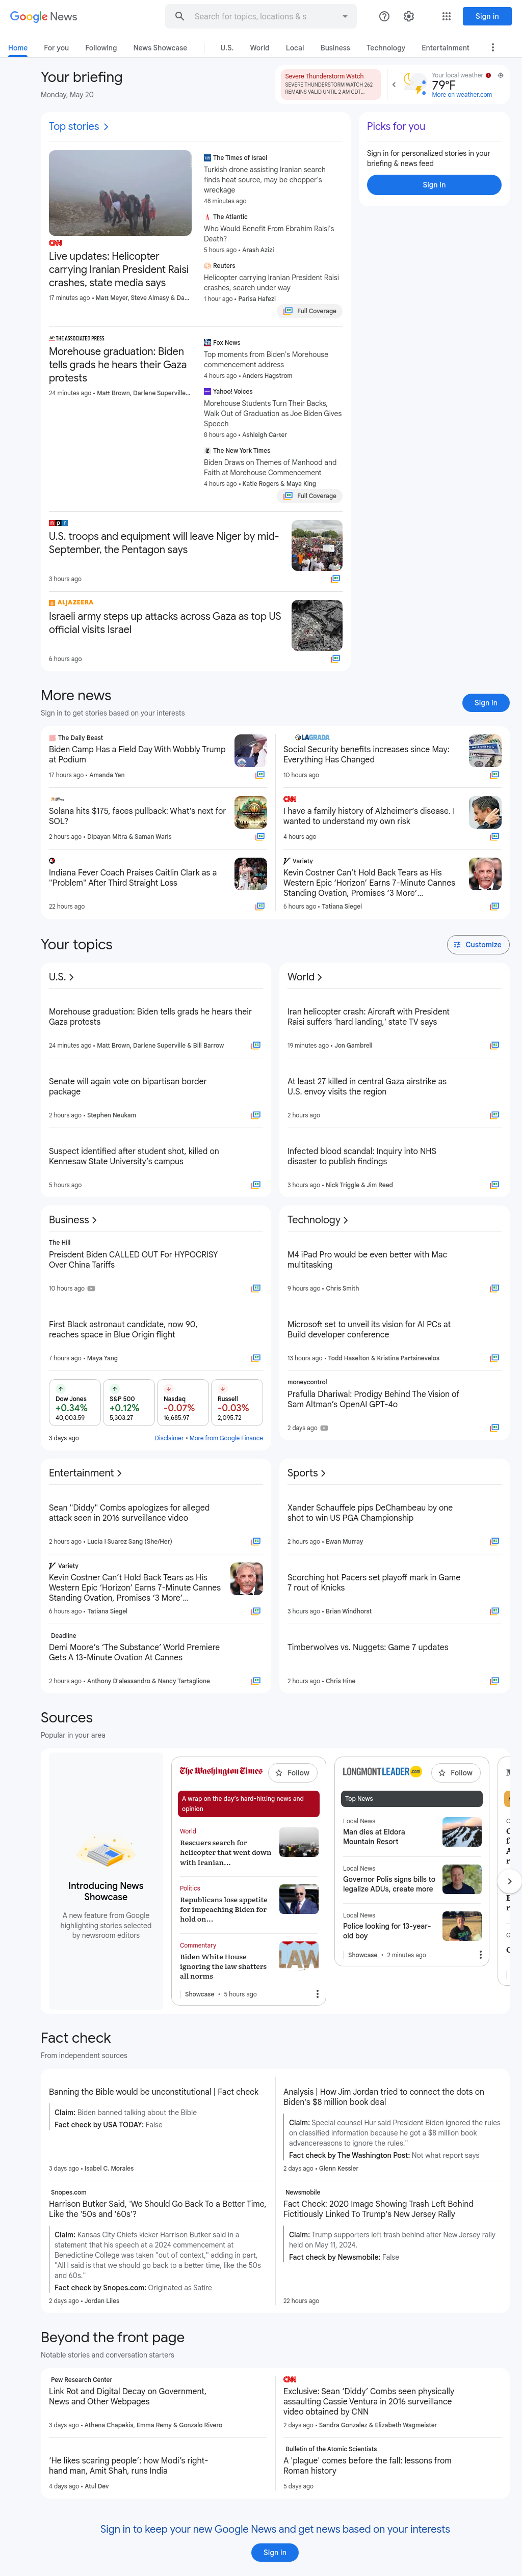 Google News
Search for topics, locations & s
Sign in
Home
For you
Following
News Showcase
U.S.
World
Local
Business
Technology
Entertainment
Your briefing
Monday, May 20
Severe Thunderstorm Watch
SEVERE THUNDERSTORM WATCH 262
REMAINS VALID UNTIL 2 AM CDT...
Your local weather
79°F
More on weather.com
Top stories
CNN
Live updates: Helicopter
carrying Iranian President Raisi
crashes, state media says
17 minutes ago • Matt Meyer, Steve Almasy & Da...
The Times of Israel
Turkish drone assisting Iranian search
finds heat source, may be chopper's
wreckage
48 minutes ago
The Atlantic
Who Would Benefit From Ebrahim Raisi's
Death?
5 hours ago • Arash Azizi
Reuters
Helicopter carrying Iranian President Raisi
crashes, search under way
1 hour ago • Parisa Hafezi
Full Coverage
Picks for you
Sign in for personalized stories in your
briefing & news feed
Sign in
AP THE ASSOCIATED PRESS
Morehouse graduation: Biden
tells grads he hears their Gaza
protests
24 minutes ago • Matt Brown, Darlene Superville...
Fox News
Top moments from Biden's Morehouse
commencement address
4 hours ago • Anders Hagstrom
Yahoo! Voices
Morehouse Students Turn Their Backs,
Walk Out of Graduation as Joe Biden Gives
Speech
8 hours ago • Ashleigh Carter
The New York Times
Biden Draws on Themes of Manhood and
Faith at Morehouse Commencement
4 hours ago • Katie Rogers & Maya King
Full Coverage
npr
U.S. troops and equipment will leave Niger by mid-
September, the Pentagon says
3 hours ago
ALJAZEERA
Israeli army steps up attacks across Gaza as top US
official visits Israel
6 hours ago
More news
Sign in to get stories based on your interests
Sign in
The Daily Beast
Biden Camp Has a Field Day With Wobbly Trump
at Podium
17 hours ago • Amanda Yen
LAGRADA
Social Security benefits increases since May:
Everything Has Changed
10 hours ago
Solana hits $175, faces pullback: What's next for
SOL?
2 hours ago • Dipayan Mitra & Saman Waris
CNN
I have a family history of Alzheimer's disease. I
wanted to understand my own risk
4 hours ago
Indiana Fever Coach Praises Caitlin Clark as a
"Problem" After Third Straight Loss
22 hours ago
Variety
Kevin Costner Can't Hold Back Tears as His
Western Epic 'Horizon' Earns 7-Minute Cannes
Standing Ovation, Promises '3 More'...
6 hours ago • Tatiana Siegel
Your topics
Customize
U.S.
Morehouse graduation: Biden tells grads he hears their
Gaza protests
24 minutes ago • Matt Brown, Darlene Superville & Bill Barrow
Senate will again vote on bipartisan border
package
2 hours ago • Stephen Neukam
Suspect identified after student shot, killed on
Kennesaw State University's campus
5 hours ago
World
Iran helicopter crash: Aircraft with President
Raisi suffers 'hard landing,' state TV says
19 minutes ago • Jon Gambrell
At least 27 killed in central Gaza airstrike as
U.S. envoy visits the region
2 hours ago
Infected blood scandal: Inquiry into NHS
disaster to publish findings
3 hours ago • Nick Triggle & Jim Reed
Business
The Hill
Preisdent Biden CALLED OUT For HYPOCRISY
Over China Tariffs
10 hours ago
First Black astronaut candidate, now 90,
reaches space in Blue Origin flight
7 hours ago • Maya Yang
Dow Jones
+0.34%
40,003.59
S&P 500
+0.12%
5,303.27
Nasdaq
-0.07%
16,685.97
Russell
-0.03%
2,095.72
3 days ago
Disclaimer • More from Google Finance
Technology
M4 iPad Pro would be even better with Mac
multitasking
9 hours ago • Chris Smith
Microsoft set to unveil its vision for AI PCs at
Build developer conference
13 hours ago • Todd Haselton & Kristina Partsinevelos
moneycontrol
Prafulla Dhariwal: Prodigy Behind The Vision of
Sam Altman's OpenAI GPT-4o
2 days ago
Entertainment
Sean "Diddy" Combs apologizes for alleged
attack seen in 2016 surveillance video
2 hours ago • Lucia I Suarez Sang (She/Her)
Variety
Kevin Costner Can't Hold Back Tears as His
Western Epic 'Horizon' Earns 7-Minute Cannes
Standing Ovation, Promises '3 More'...
6 hours ago • Tatiana Siegel
Deadline
Demi Moore's 'The Substance' World Premiere
Gets A 13-Minute Ovation At Cannes
2 hours ago • Anthony D'alessandro & Nancy Tartaglione
Sports
Xander Schauffele pips DeChambeau by one
shot to win US PGA Championship
2 hours ago • Ewan Murray
Scorching hot Pacers set playoff mark in Game
7 rout of Knicks
3 hours ago • Brian Windhorst
Timberwolves vs. Nuggets: Game 7 updates
2 hours ago • Chris Hine
Sources
Popular in your area
Introducing News
Showcase
A new feature from Google
highlighting stories selected
by newsroom editors
The Washington Times
Follow
A wrap on the day's hard-hitting news and
opinion
World
Rescuers search for
helicopter that went down
with Iranian...
Politics
Republicans lose appetite
for impeaching Biden for
hold on...
Commentary
Biden White House
ignoring the law shatters
all norms
Showcase • 5 hours ago
LONGMONT LEADER
Follow
Top News
Local News
Man dies at Eldora
Mountain Resort
Local News
Governor Polis signs bills to
legalize ADUs, create more
Local News
Police looking for 13-year-
old boy
Showcase • 2 minutes ago
Fact check
From independent sources
Banning the Bible would be unconstitutional | Fact check
Claim: Biden banned talking about the Bible
Fact check by USA TODAY: False
3 days ago • Isabel C. Morales
Analysis | How Jim Jordan tried to connect the dots on
Biden's $8 million book deal
Claim: Special counsel Hur said President Biden ignored the rules
on classified information because he got a $8 million book
advancereasons to ignore the rules."
Fact check by The Washington Post: Not what report says
2 days ago • Glenn Kessler
Snopes.com
Harrison Butker Said, 'We Should Go Back To a Better Time,
Like the '50s and '60s'?
Claim: Kansas City Chiefs kicker Harrison Butker said in a
statement that his speech at a 2024 commencement at
Benedictine College was taken "out of context," adding in part,
"All I said is that we should go back to a better time, like the 50s
and 60s."
Fact check by Snopes.com: Originated as Satire
2 days ago • Jordan Liles
Newsmobile
Fact Check: 2020 Image Showing Trash Left Behind
Fictitiously Linked To Trump's New Jersey Rally
Claim: Trump supporters left trash behind after New Jersey rally
held on May 11, 2024.
Fact check by Newsmobile: False
22 hours ago
Beyond the front page
Notable stories and conversation starters
Pew Research Center
Link Rot and Digital Decay on Government,
News and Other Webpages
3 days ago • Athena Chapekis, Emma Remy & Gonzalo Rivero
CNN
Exclusive: Sean 'Diddy' Combs seen physically
assaulting Cassie Ventura in 2016 surveillance
video obtained by CNN
2 days ago • Sandra Gonzalez & Elizabeth Wagmeister
'He likes scaring people': how Modi's right-
hand man, Amit Shah, runs India
4 days ago • Atul Dev
Bulletin of the Atomic Scientists
A 'plague' comes before the fall: lessons from
Roman history
5 days ago
Sign in to keep your new Google News and get news based on your interests
Sign in